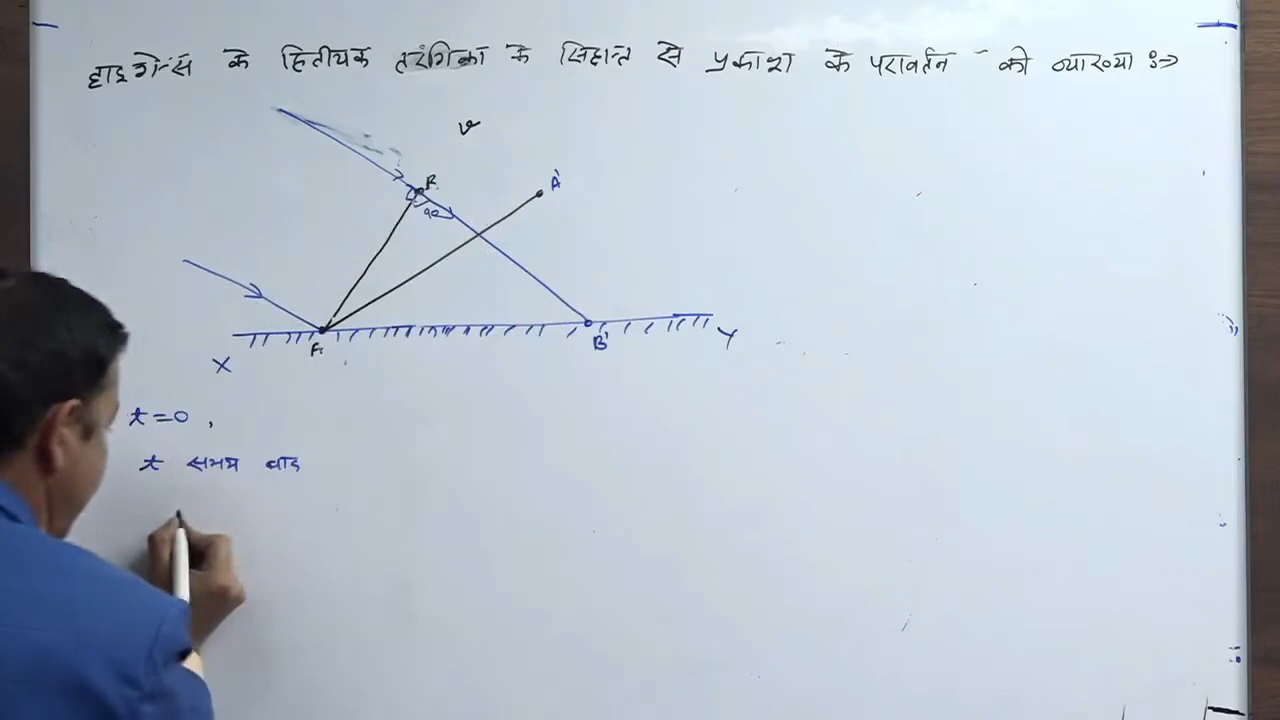 हाइगेन्स के द्वितीयक तरंगिका के सिद्धान्त से प्रकाश के परावर्तन की व्याख्या :→
v
B
A'
90
A
B'
X
Y
t=0 ,
t समय बाद